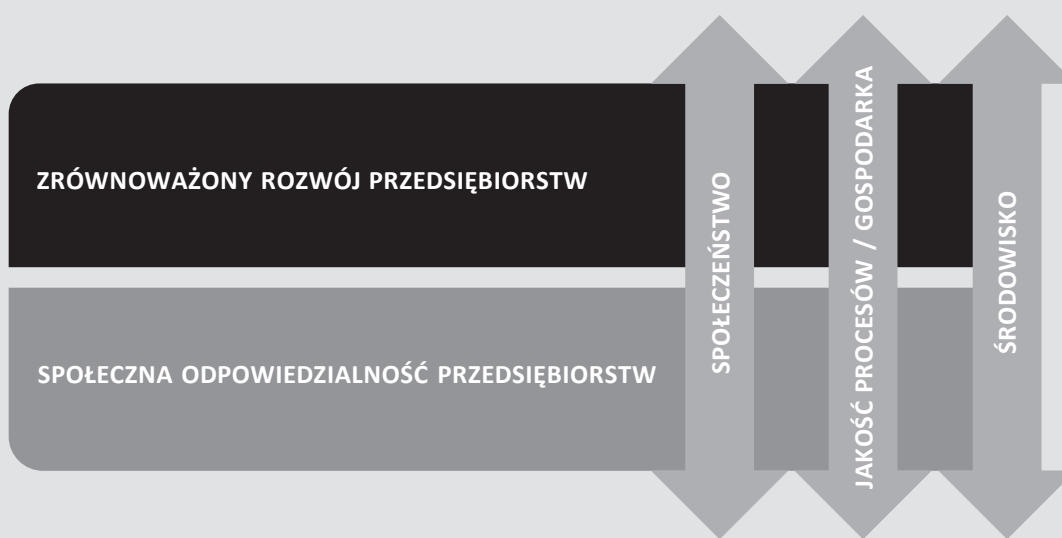 ZRÓWNOWAŻONY ROZWÓJ PRZEDSIĘBIORSTW
SPOŁECZNA ODPOWIEDZIALNOŚĆ PRZEDSIĘBIORSTW
SPOŁECZEŃSTWO
JAKOŚĆ PROCESÓW / GOSPODARKA
ŚRODOWISKO